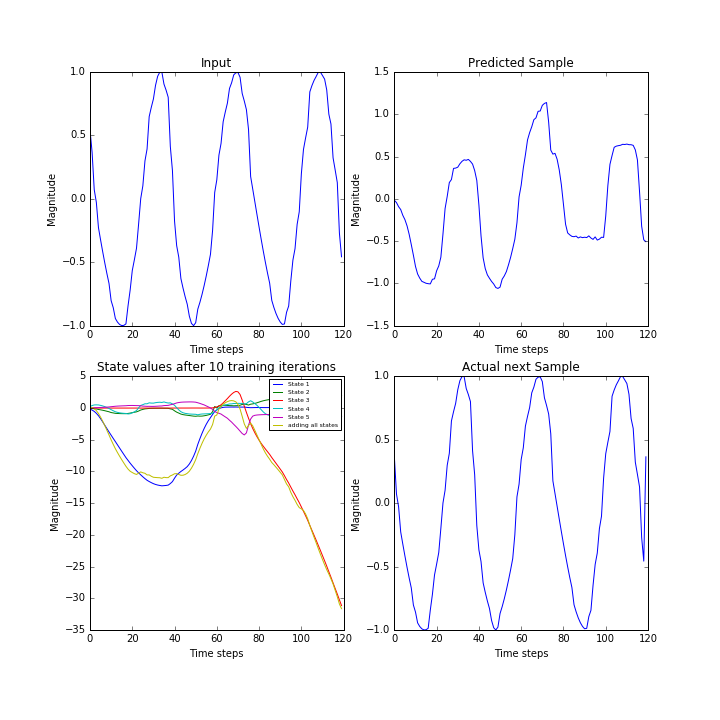 Input
Magnitude
1.0
0.5
0.0
−0.5
−1.0
0 20 40 60 80 100 120
Time steps
Predicted Sample
Magnitude
1.5
1.0
0.5
0.0
−0.5
−1.0
−1.5
0 20 40 60 80 100 120
Time steps
State values after 10 training iterations
Magnitude
5
0
−5
−10
−15
−20
−25
−30
−35
0 20 40 60 80 100 120
Time steps
State 1
State 2
State 3
State 4
State 5
adding all states
Actual next Sample
Magnitude
1.0
0.5
0.0
−0.5
−1.0
0 20 40 60 80 100 120
Time steps